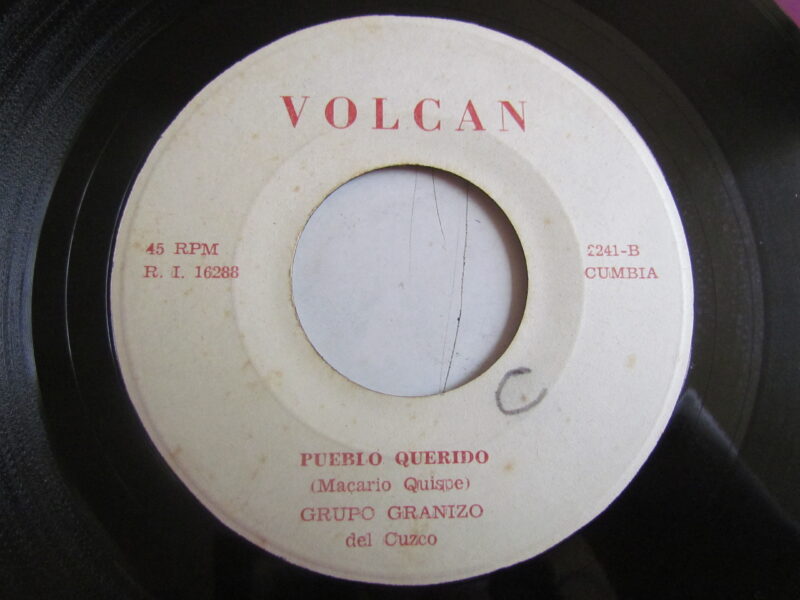 VOLCAN
45 RPM
R. I. 16288
2241-B
CUMBIA
C
PUEBLO QUERIDO
(Macario Quispe)
GRUPO GRANIZO
del Cuzco